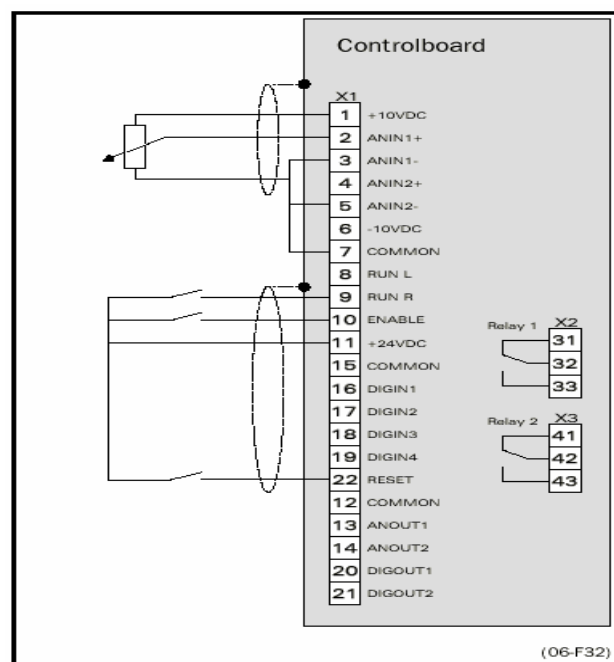 Controlboard
X1
1 +10VDC
2 ANIN1+
3 ANIN1-
4 ANIN2+
5 ANIN2-
6 -10VDC
7 COMMON
8 RUN L
9 RUN R
10 ENABLE
11 +24VDC
15 COMMON
16 DIGIN1
17 DIGIN2
18 DIGIN3
19 DIGIN4
22 RESET
12 COMMON
13 ANOUT1
14 ANOUT2
20 DIGOUT1
21 DIGOUT2
Relay 1 X2
31
32
33
Relay 2 X3
41
42
43
(06-F32)